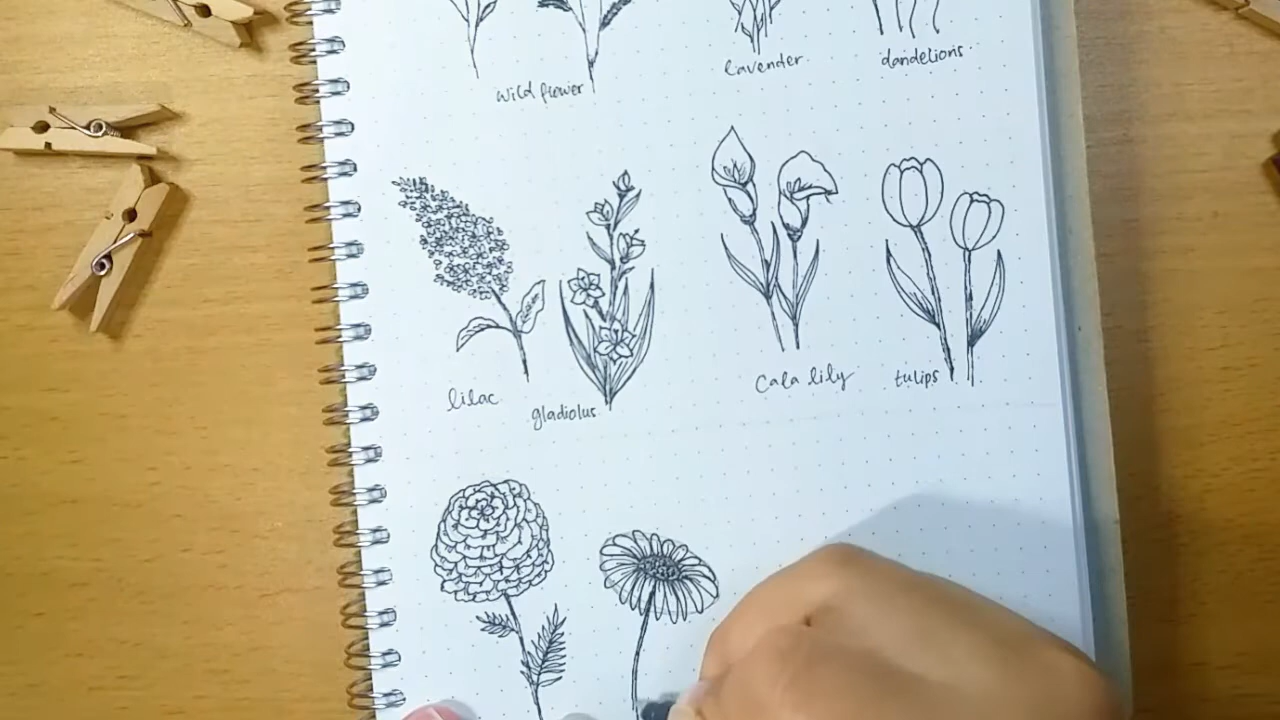 wild flower
lavender
dandelions
lilac
gladiolus
Cala lily
tulips